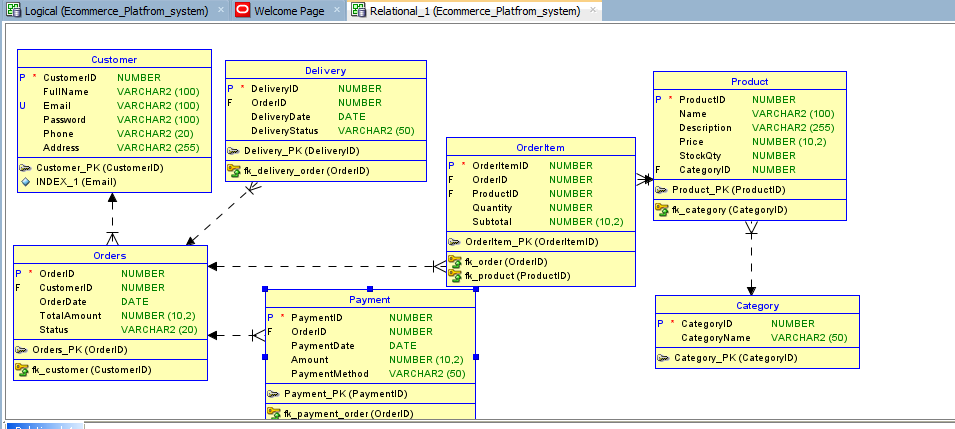 Logical (Ecommerce_Platfrom_system)
Welcome Page
Relational_1 (Ecommerce_Platfrom_system)
Customer
P * CustomerID NUMBER
FullName VARCHAR2 (100)
U Email VARCHAR2 (100)
Password VARCHAR2 (100)
Phone VARCHAR2 (20)
Address VARCHAR2 (255)
Customer_PK (CustomerID)
INDEX_1 (Email)
Delivery
P * DeliveryID NUMBER
F OrderID NUMBER
DeliveryDate DATE
DeliveryStatus VARCHAR2 (50)
Delivery_PK (DeliveryID)
fk_delivery_order (OrderID)
Product
P * ProductID NUMBER
Name VARCHAR2 (100)
Description VARCHAR2 (255)
Price NUMBER (10,2)
StockQty NUMBER
F CategoryID NUMBER
Product_PK (ProductID)
fk_category (CategoryID)
OrderItem
P * OrderItemID NUMBER
F OrderID NUMBER
F ProductID NUMBER
Quantity NUMBER
Subtotal NUMBER (10,2)
OrderItem_PK (OrderItemID)
fk_order (OrderID)
fk_product (ProductID)
Orders
P * OrderID NUMBER
F CustomerID NUMBER
OrderDate DATE
TotalAmount NUMBER (10,2)
Status VARCHAR2 (20)
Orders_PK (OrderID)
fk_customer (CustomerID)
Payment
P * PaymentID NUMBER
F OrderID NUMBER
PaymentDate DATE
Amount NUMBER (10,2)
PaymentMethod VARCHAR2 (50)
Payment_PK (PaymentID)
fk_payment_order (OrderID)
Category
P * CategoryID NUMBER
CategoryName VARCHAR2 (50)
Category_PK (CategoryID)